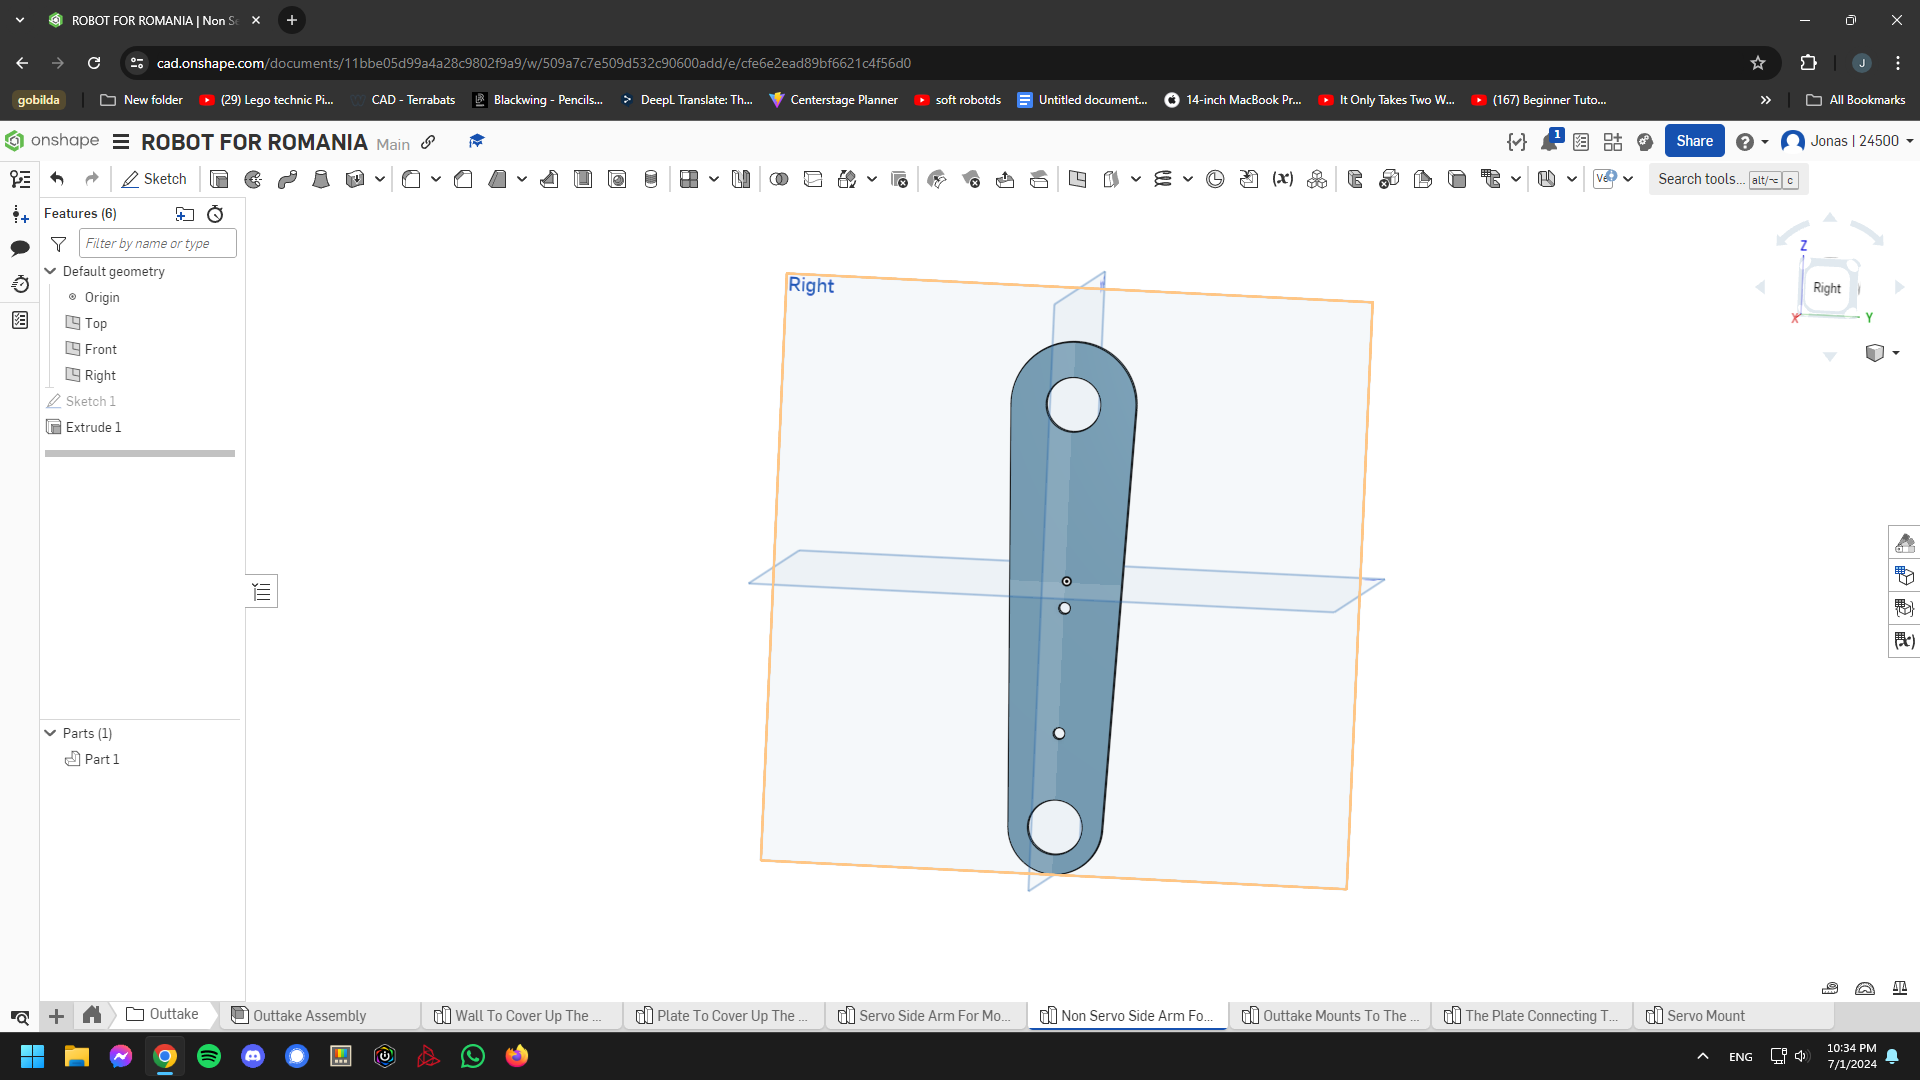 ROBOT FOR ROMANIA | Non Se
cad.onshape.com/documents/11bbe05d99a4a28c9802f9a9/w/509a7c7e509d532c90600add/e/cfe6e2ead89bf6621c4f56d0
J
gobilda
New folder
(29) Lego technic Pi...
CAD - Terrabats
Blackwing - Pencils...
DeepL Translate: Th...
Centerstage Planner
soft robotds
Untitled document...
14-inch MacBook Pr...
It Only Takes Two W...
(167) Beginner Tuto...
All Bookmarks
onshape
ROBOT FOR ROMANIA Main
1
Share
Jonas | 24500
Sketch
Search tools... alt/⌥ c
Features (6)
Filter by name or type
Default geometry
Origin
Top
Front
Right
Sketch 1
Extrude 1
Parts (1)
Part 1
Right
Z
Right
X
Y
Outtake
Outtake Assembly
Wall To Cover Up The ...
Plate To Cover Up The ...
Servo Side Arm For Mo...
Non Servo Side Arm Fo...
Outtake Mounts To The ...
The Plate Connecting T...
Servo Mount
ENG
10:34 PM
7/1/2024